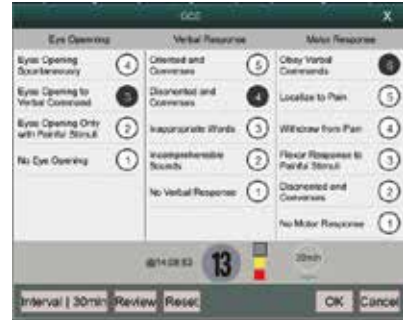 GCS
X
Eye Openning
Verbal Response
Motor Response
Eyes Opening
Spontaneously
4
Oriented and
Converses
5
Obey Verbal
Commands
6
Eyes Opening to
Verbal Command
3
Disoriented and
Converses
4
Localize to Pain
5
Eyes Opening Only
with Painful Stimuli
2
Inappropriate Words
3
Withdraw from Pain
4
No Eye Opening
1
Incomprehensible
Sounds
2
Flexor Response to
Painful Stimuli
3
No Verbal Response
1
Disoriented and
Converses
2
No Motor Response
1
13
30min
Interval | 30min
Review
Reset
OK
Cancel